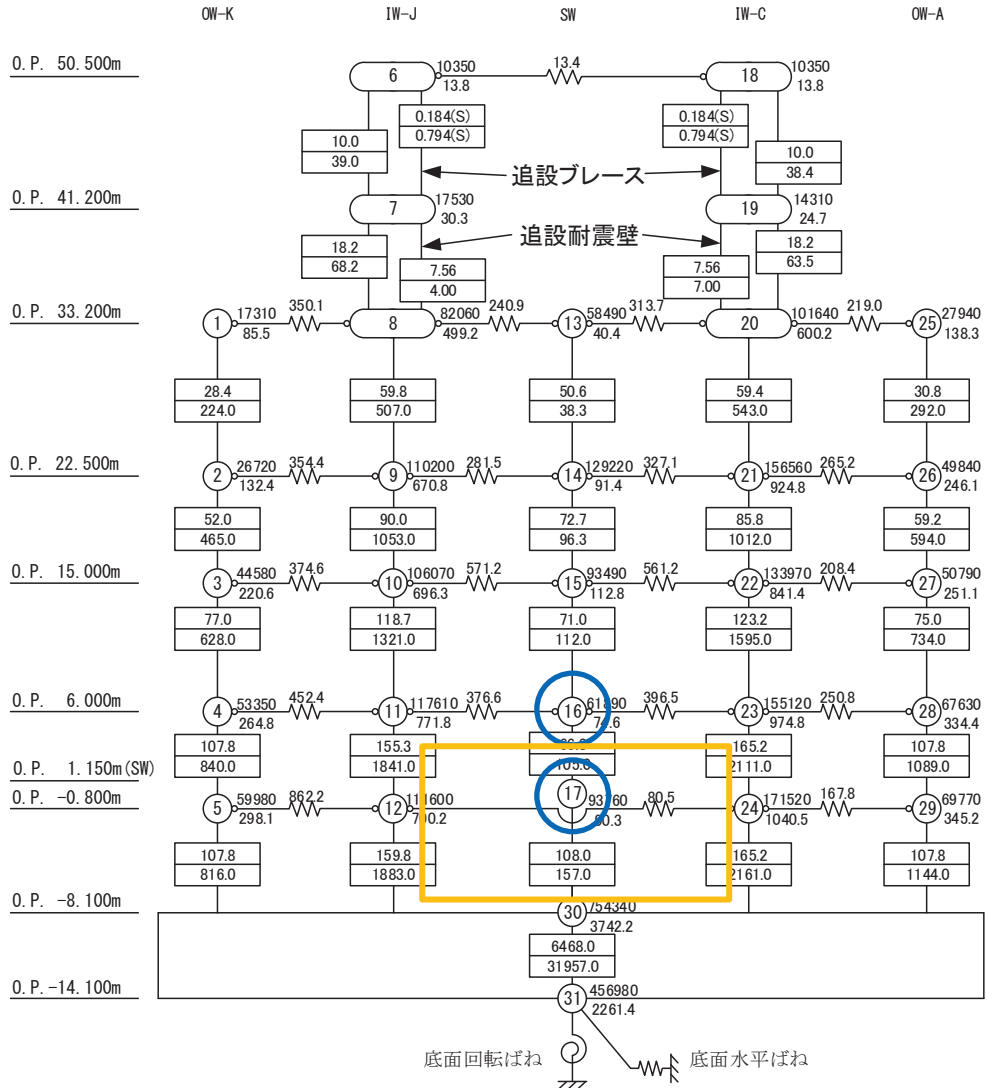 OW-K IW-J SW IW-C OW-A
O.P. 50.500m 6 10350 13.4 18 10350
13.8 13.8
0.184(S) 0.184(S)
0.794(S) 0.794(S)
10.0 10.0
39.0 38.4
追設ブレース
O.P. 41.200m 7 17530 19 14310
30.3 24.7
追設耐震壁
18.2 18.2
68.2 63.5
7.56 7.56
4.00 7.00
O.P. 33.200m 1 17310 350.1 8 82060 240.9 13 58490 313.7 20 101640 219.0 25 27940
85.5 499.2 40.4 600.2 138.3
28.4 59.8 50.6 59.4 30.8
224.0 507.0 38.3 543.0 292.0
O.P. 22.500m 2 26720 354.4 9 110200 281.5 14 129220 327.1 21 156560 265.2 26 49840
132.4 670.8 91.4 924.8 246.1
52.0 90.0 72.7 85.8 59.2
465.0 1053.0 96.3 1012.0 594.0
O.P. 15.000m 3 44580 374.6 10 106070 571.2 15 93490 561.2 22 133970 208.4 27 50790
220.6 696.3 112.8 841.4 251.1
77.0 118.7 71.0 123.2 75.0
628.0 1321.0 112.0 1595.0 734.0
O.P. 6.000m 4 53350 452.4 11 117610 376.6 16 61890 396.5 23 155120 250.8 28 67630
264.8 771.8 974.8 334.4
107.8 155.3 165.2 107.8
840.0 1841.0 105.0 2111.0 1089.0
O.P. 1.150m(SW) 17
O.P. -0.800m 5 59980 862.2 12 111600 93760 80.5 24 171520 167.8 29 69770
298.1 1040.5 345.2
107.8 159.8 108.0 165.2 107.8
816.0 1883.0 157.0 2161.0 1144.0
O.P. -8.100m 30 754340
3742.2
6468.0
31957.0
O.P.-14.100m 31 456980
2261.4
底面回転ばね 底面水平ばね